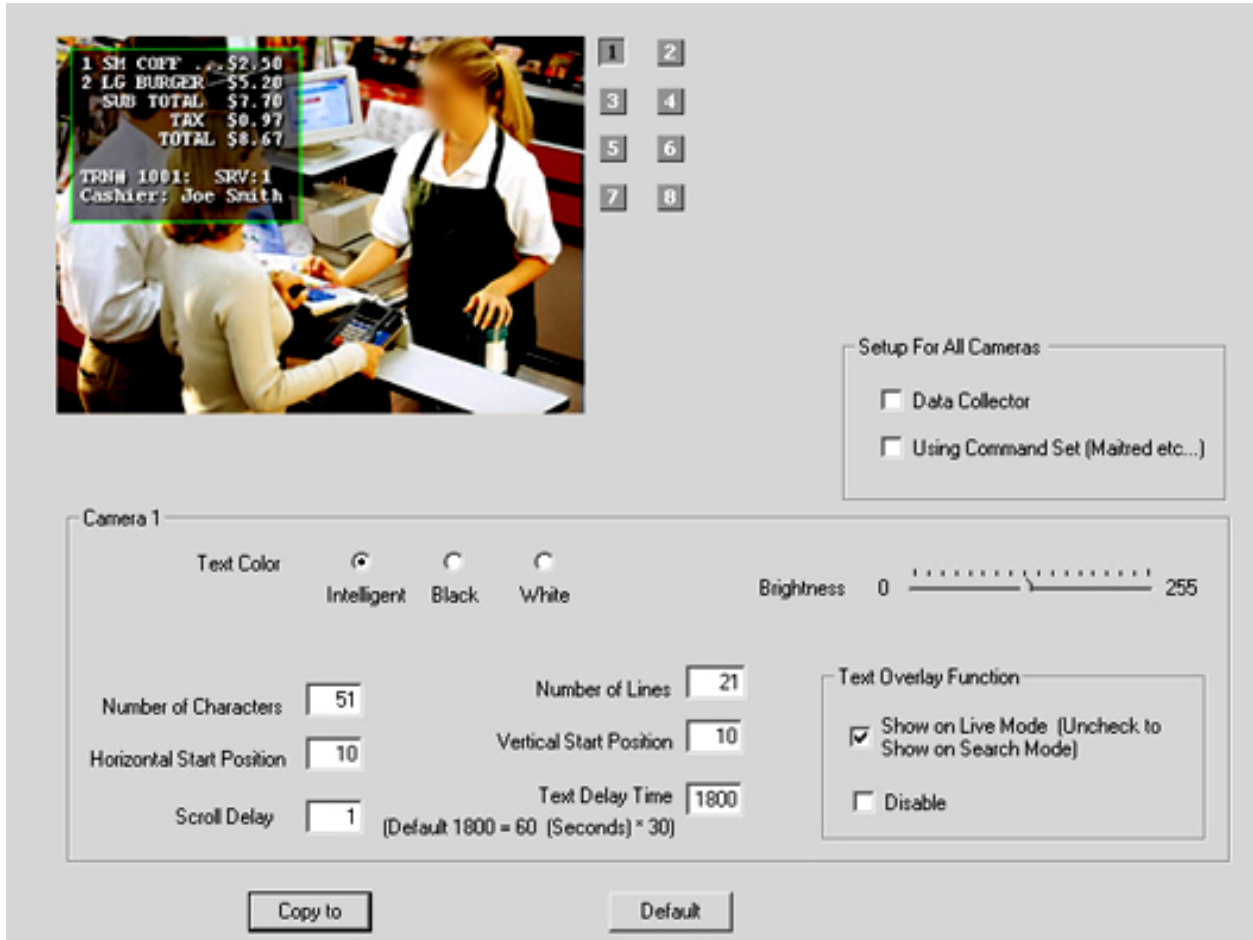 1 SM COFF ...$2.50
2 LG BURGER $5.20
SUB TOTAL $7.70
TAX $0.97
TOTAL $8.67
TRN# 1001: SRV:1
Cashier: Joe Smith
1 2
3 4
5 6
7 8
Setup For All Cameras
Data Collector
Using Command Set (Maitred etc...)
Camera 1
Text Color
Intelligent Black White
Brightness 0 255
Number of Characters 51
Number of Lines 21
Horizontal Start Position 10
Vertical Start Position 10
Scroll Delay 1
Text Delay Time 1800
(Default 1800 = 60 (Seconds) * 30)
Text Overlay Function
Show on Live Mode (Uncheck to
Show on Search Mode)
Disable
Copy to
Default